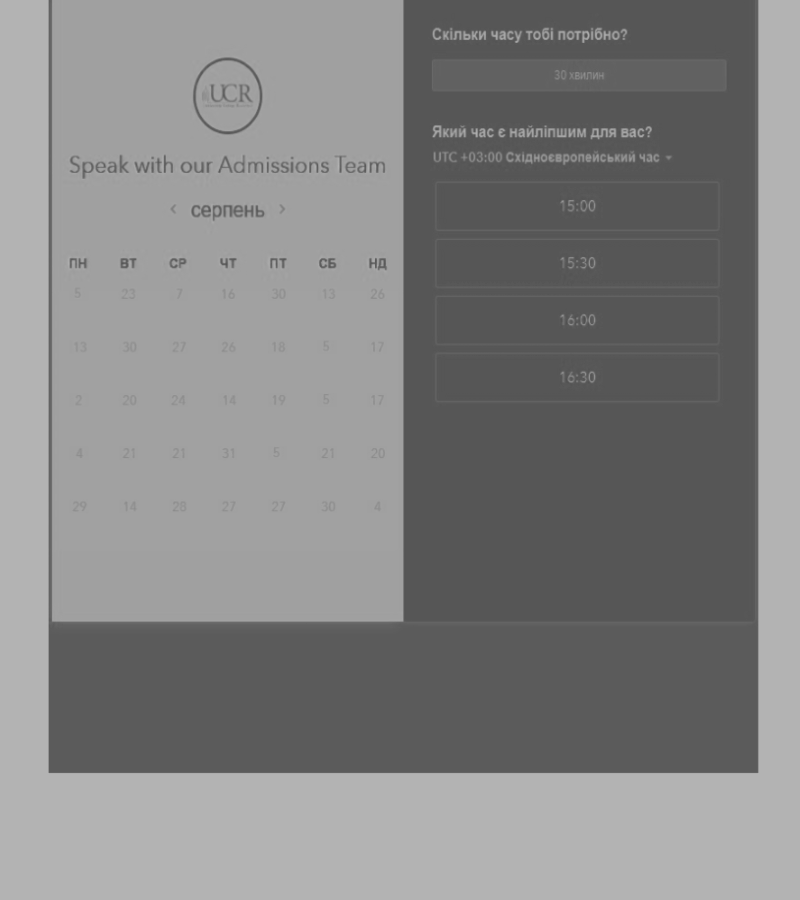 UCR
Speak with our Admissions Team
‹ серпень ›
ПН ВТ СР ЧТ ПТ СБ НД
5 23 7 16 30 13 26
13 30 27 26 18 5 17
2 20 24 14 19 5 17
4 21 21 31 5 21 20
29 14 28 27 27 30 4
Скільки часу тобі потрібно?
30 хвилин
Який час є найліпшим для вас?
UTC +03:00 Східноєвропейський час
15:00
15:30
16:00
16:30